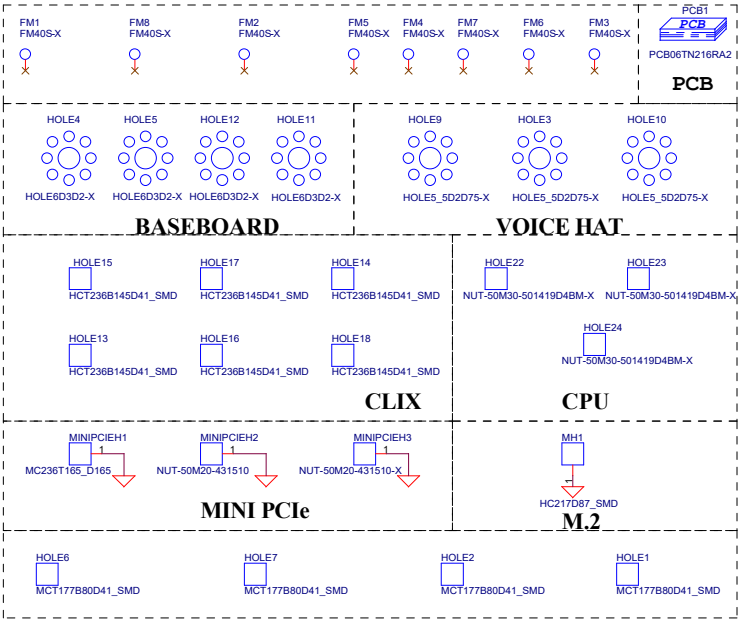 FM1 FM8 FM2 FM5 FM4 FM7 FM6 FM3 PCB1
FM40S-X FM40S-X FM40S-X FM40S-X FM40S-X FM40S-X FM40S-X FM40S-X PCB
PCB06TN216RA2
PCB
HOLE4 HOLE5 HOLE12 HOLE11 HOLE9 HOLE3 HOLE10
HOLE6D3D2-X HOLE6D3D2-X HOLE6D3D2-X HOLE6D3D2-X HOLE5_5D2D75-X HOLE5_5D2D75-X HOLE5_5D2D75-X
BASEBOARD VOICE HAT
HOLE15 HOLE17 HOLE14 HOLE22 HOLE23
HCT236B145D41_SMD HCT236B145D41_SMD HCT236B145D41_SMD NUT-50M30-501419D4BM-X NUT-50M30-501419D4BM-X
HOLE13 HOLE16 HOLE18 HOLE24
HCT236B145D41_SMD HCT236B145D41_SMD HCT236B145D41_SMD NUT-50M30-501419D4BM-X
CLIX CPU
MINIPCIEH1 MINIPCIEH2 MINIPCIEH3 MH1
1 1 1
MC236T165_D165 NUT-50M20-431510 NUT-50M20-431510-X
1
HC217D87_SMD
MINI PCIe M.2
HOLE6 HOLE7 HOLE2 HOLE1
MCT177B80D41_SMD MCT177B80D41_SMD MCT177B80D41_SMD MCT177B80D41_SMD